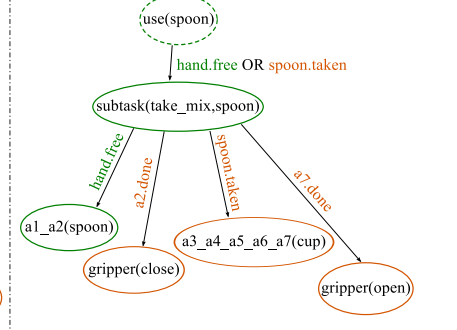 use(spoon)
hand.free OR spoon.taken
subtask(take_mix,spoon)
hand.free
a2.done
spoon.taken
a7.done
a1_a2(spoon)
a3_a4_a5_a6_a7(cup)
gripper(close)
gripper(open)